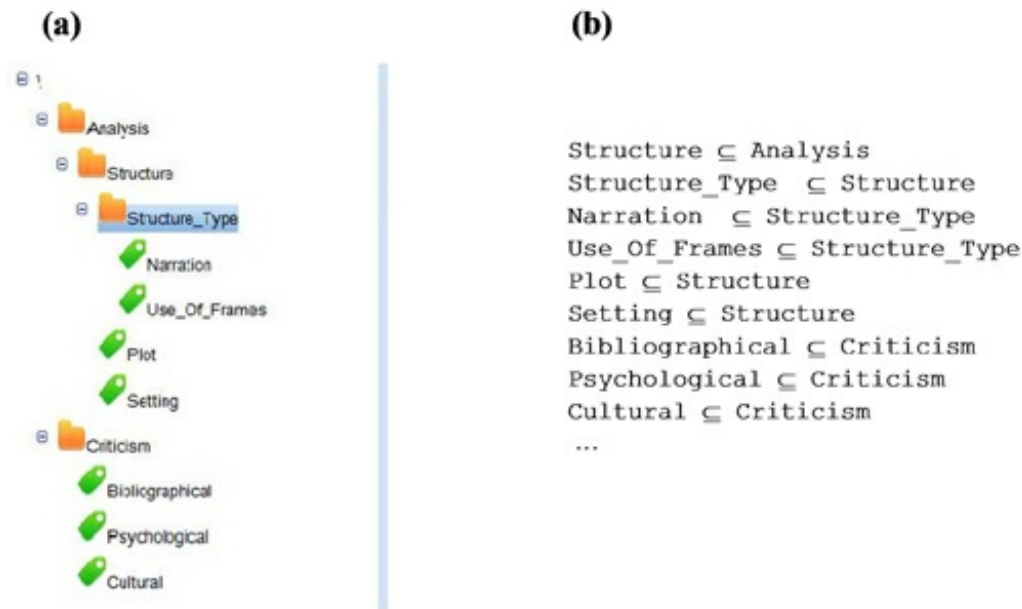 (a)
Analysis
Structure
Structure_Type
Narration
Use_Of_Frames
Plot
Setting
Criticism
Bibliographical
Psychological
Cultural
(b)
Structure ⊆ Analysis
Structure_Type ⊆ Structure
Narration ⊆ Structure_Type
Use_Of_Frames ⊆ Structure_Type
Plot ⊆ Structure
Setting ⊆ Structure
Bibliographical ⊆ Criticism
Psychological ⊆ Criticism
Cultural ⊆ Criticism
...